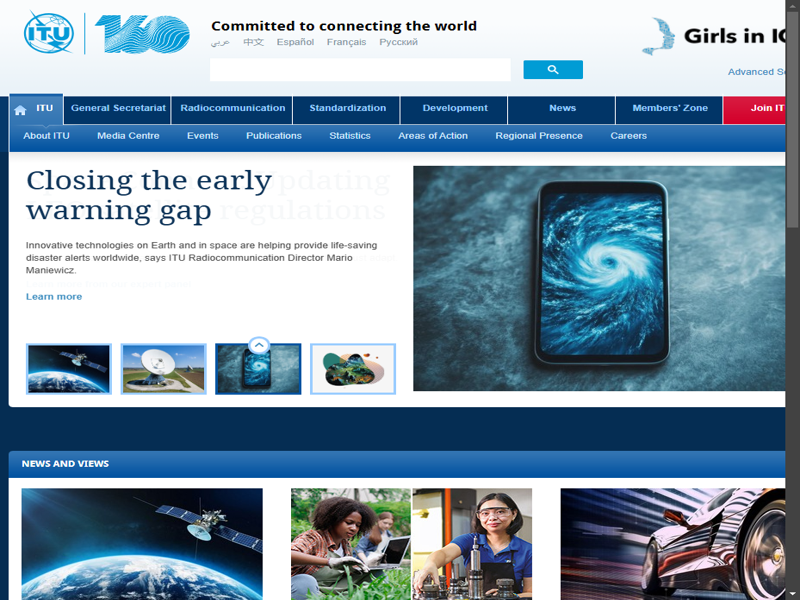 ITU
160
Committed to connecting the world
عربي 中文 Español Français Русский
Girls in IC
Advanced Se
ITU General Secretariat Radiocommunication Standardization Development News Members' Zone Join IT
About ITU Media Centre Events Publications Statistics Areas of Action Regional Presence Careers
Closing the early
warning gap
Updating
regulations
Innovative technologies on Earth and in space are helping provide life-saving
disaster alerts worldwide, says ITU Radiocommunication Director Mario
Maniewicz.
Learn more
NEWS AND VIEWS